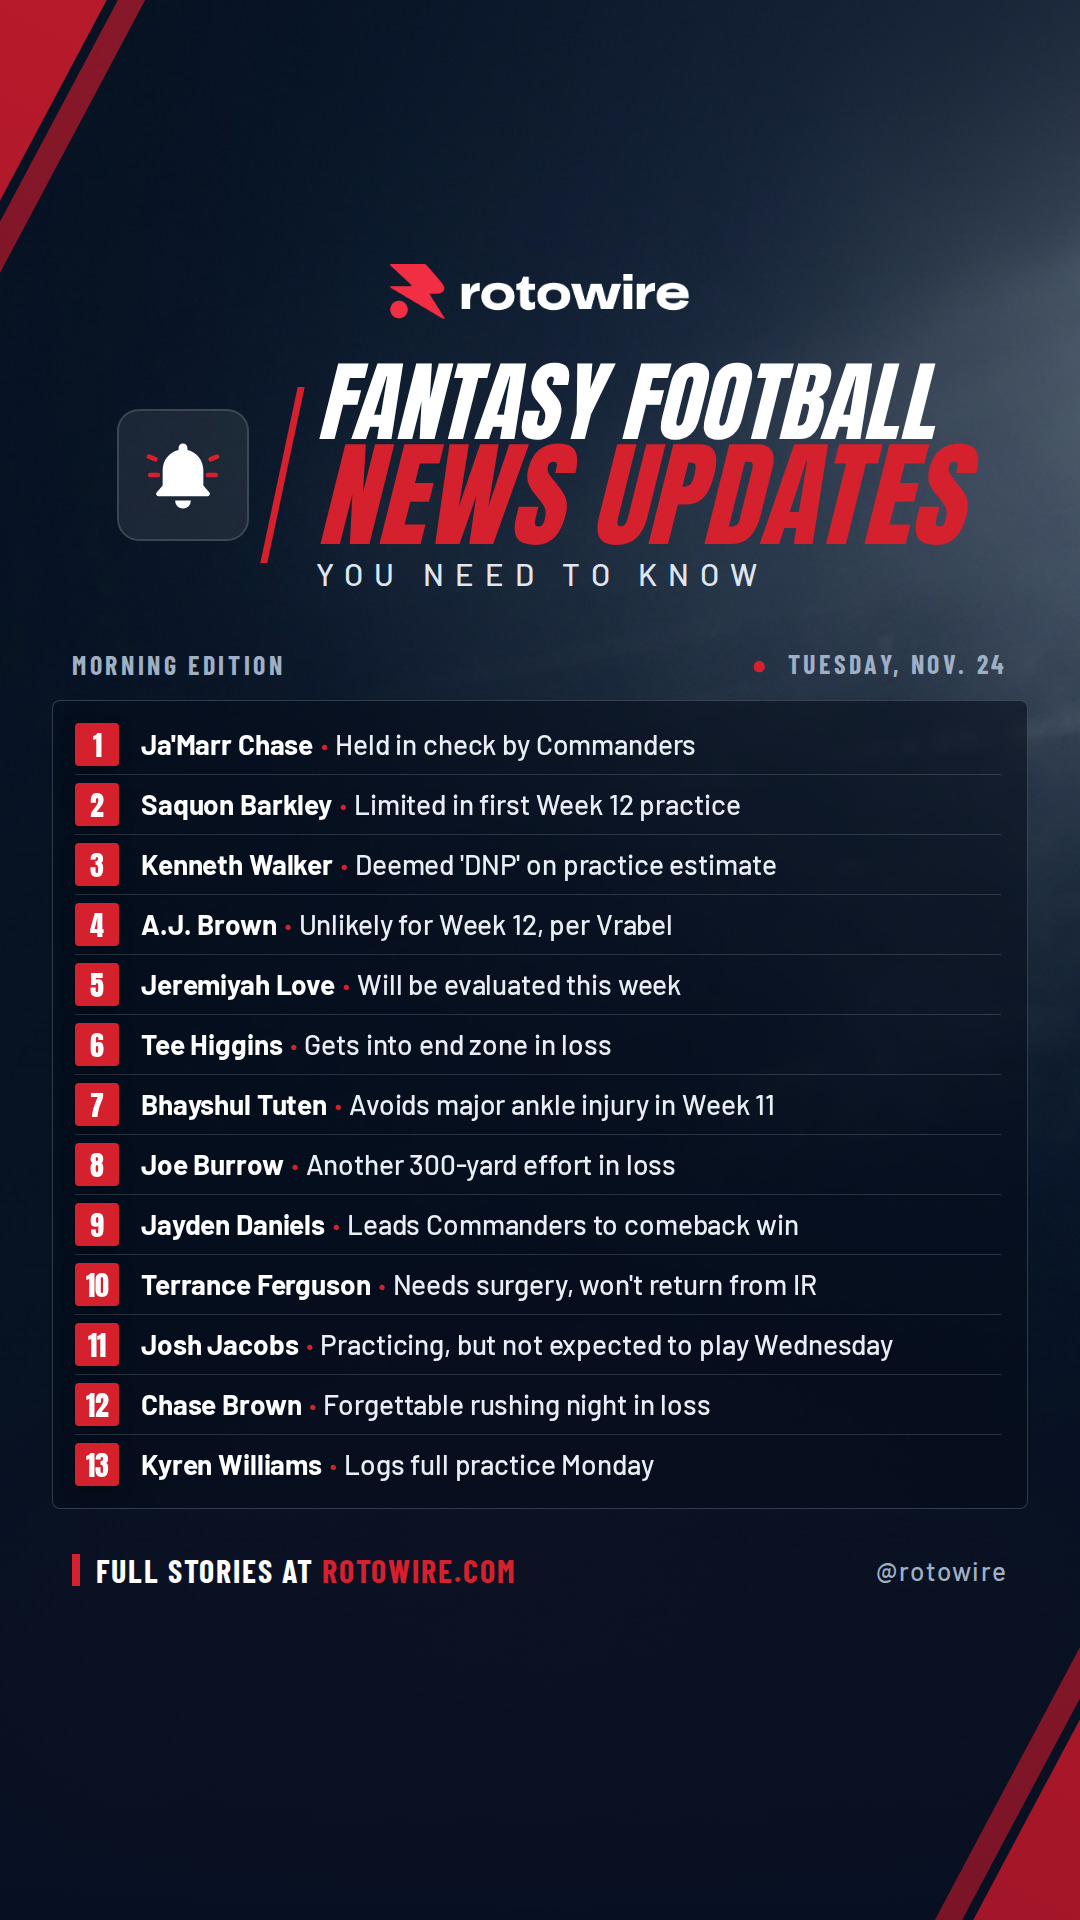 rotowire
FANTASY FOOTBALL
NEWS UPDATES
YOU NEED TO KNOW
MORNING EDITION
• TUESDAY, NOV. 24
1 Ja'Marr Chase • Held in check by Commanders
2 Saquon Barkley • Limited in first Week 12 practice
3 Kenneth Walker • Deemed 'DNP' on practice estimate
4 A.J. Brown • Unlikely for Week 12, per Vrabel
5 Jeremiyah Love • Will be evaluated this week
6 Tee Higgins • Gets into end zone in loss
7 Bhayshul Tuten • Avoids major ankle injury in Week 11
8 Joe Burrow • Another 300-yard effort in loss
9 Jayden Daniels • Leads Commanders to comeback win
10 Terrance Ferguson • Needs surgery, won't return from IR
11 Josh Jacobs • Practicing, but not expected to play Wednesday
12 Chase Brown • Forgettable rushing night in loss
13 Kyren Williams • Logs full practice Monday
FULL STORIES AT ROTOWIRE.COM
@rotowire